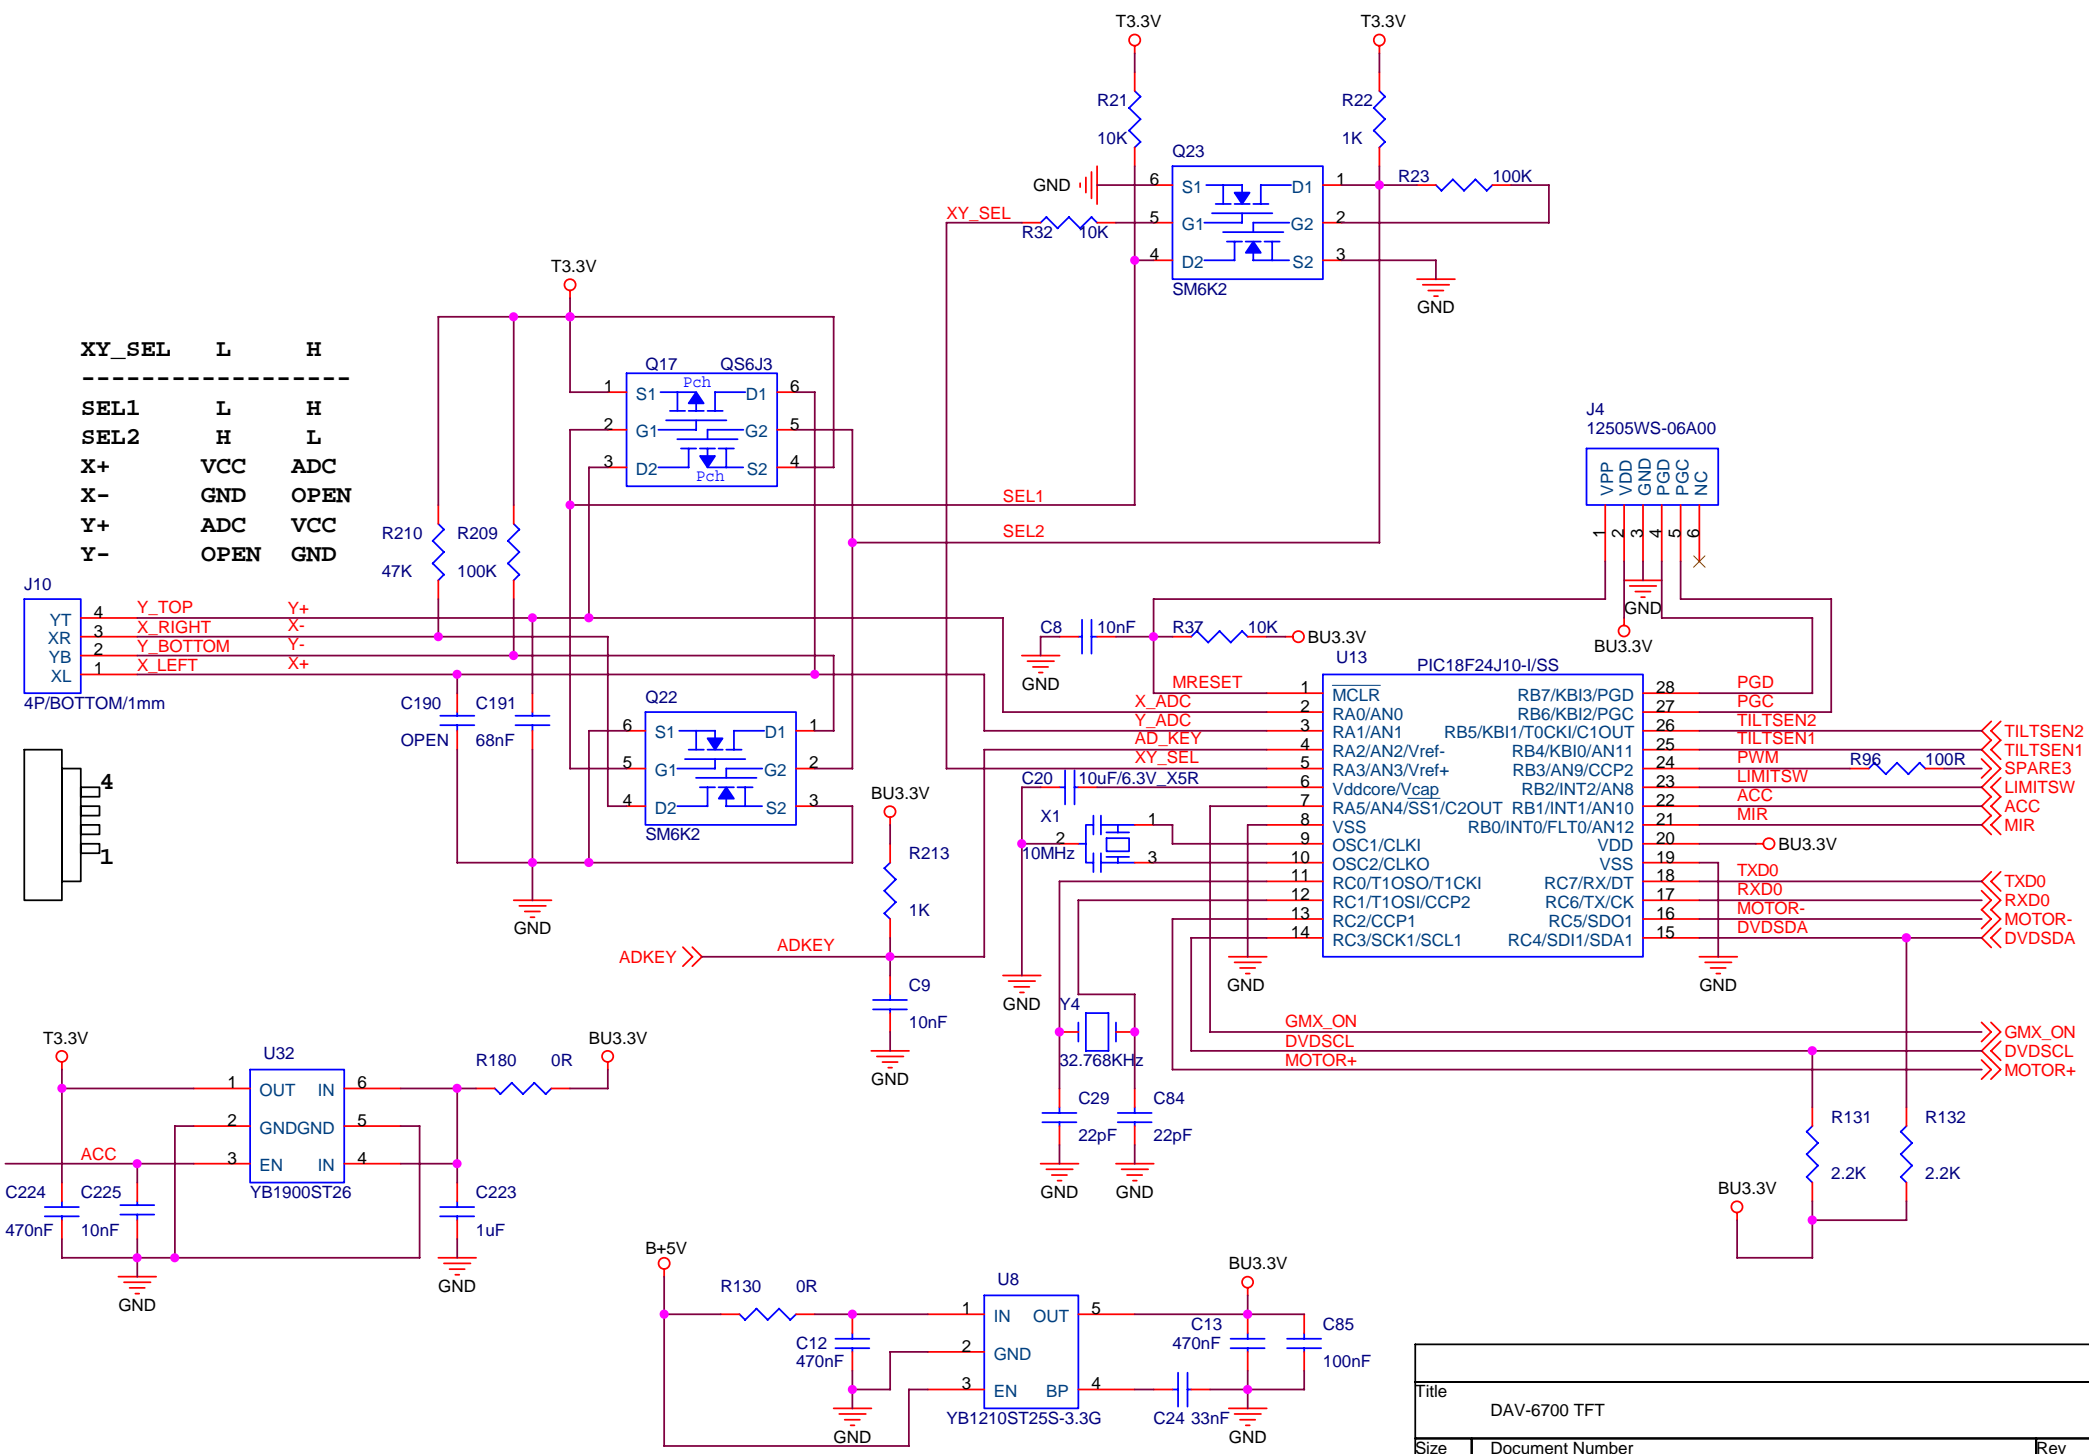 T3.3V
T3.3V
R21
10K
R22
1K
Q23
R23 100K
GND
6 S1 D1 1
XY_SEL
R32 10K
5 G1 G2 2
4 D2 S2 3
SM6K2
GND
T3.3V
XY_SEL L H
------------------
SEL1 L H
SEL2 H L
X+ VCC ADC
X- GND OPEN
Y+ ADC VCC
Y- OPEN GND
Q17 QS6J3
Pch
1 S1 D1 6
2 G1 G2 5
3 D2 S2 4
Pch
SEL1
SEL2
R210
47K
R209
100K
J4
12505WS-06A00
VPP
VDD
GND
PGD
PGC
NC
1
2
3
4
5
6
GND
BU3.3V
J10
YT 4 Y_TOP Y+
XR 3 X_RIGHT X-
YB 2 Y_BOTTOM Y-
XL 1 X_LEFT X+
4P/BOTTOM/1mm
C190
OPEN
C191
68nF
Q22
6 S1 D1 1
5 G1 G2 2
4 D2 S2 3
SM6K2
GND
4
1
C8 10nF
GND
R37 10K
BU3.3V
U13
PIC18F24J10-I/SS
MRESET 1 MCLR
X_ADC 2 RA0/AN0
Y_ADC 3 RA1/AN1
AD_KEY 4 RA2/AN2/Vref-
XY_SEL 5 RA3/AN3/Vref+
6 Vddcore/Vcap
7 RA5/AN4/SS1/C2OUT
8 VSS
9 OSC1/CLKI
10 OSC2/CLKO
11 RC0/T1OSO/T1CKI
12 RC1/T1OSI/CCP2
13 RC2/CCP1
14 RC3/SCK1/SCL1
RB7/KBI3/PGD 28 PGD
RB6/KBI2/PGC 27 PGC
RB5/KBI1/T0CKI/C1OUT 26 TILTSEN2 TILTSEN2
RB4/KBI0/AN11 25 TILTSEN1 TILTSEN1
RB3/AN9/CCP2 24 PWM R96 100R SPARE3
RB2/INT2/AN8 23 LIMITSW LIMITSW
RB1/INT1/AN10 22 ACC ACC
RB0/INT0/FLT0/AN12 21 MIR MIR
VDD 20 BU3.3V
VSS 19
RC7/RX/DT 18 TXD0 TXD0
RC6/TX/CK 17 RXD0 RXD0
RC5/SDO1 16 MOTOR- MOTOR-
RC4/SDI1/SDA1 15 DVDSDA DVDSDA
C20 10uF/6.3V_X5R
X1
1
2
3
10MHz
GND
GND
GND
BU3.3V
R213
1K
ADKEY ADKEY
C9
10nF
GND
Y4
32.768KHz
C29
22pF
GND
C84
22pF
GND
GMX_ON GMX_ON
DVDSCL DVDSCL
MOTOR+ MOTOR+
R131
2.2K
R132
2.2K
BU3.3V
T3.3V
U32
R180 0R
BU3.3V
1 OUT IN 6
2 GND GND 5
ACC
3 EN IN 4
YB1900ST26
C224
470nF
C225
10nF
GND
C223
1uF
GND
B+5V
R130 0R
U8
1 IN OUT 5
2 GND
3 EN BP 4
YB1210ST25S-3.3G
C12
470nF
GND
BU3.3V
C13
470nF
C85
100nF
C24 33nF
GND
Title
DAV-6700 TFT
Size Document Number Rev